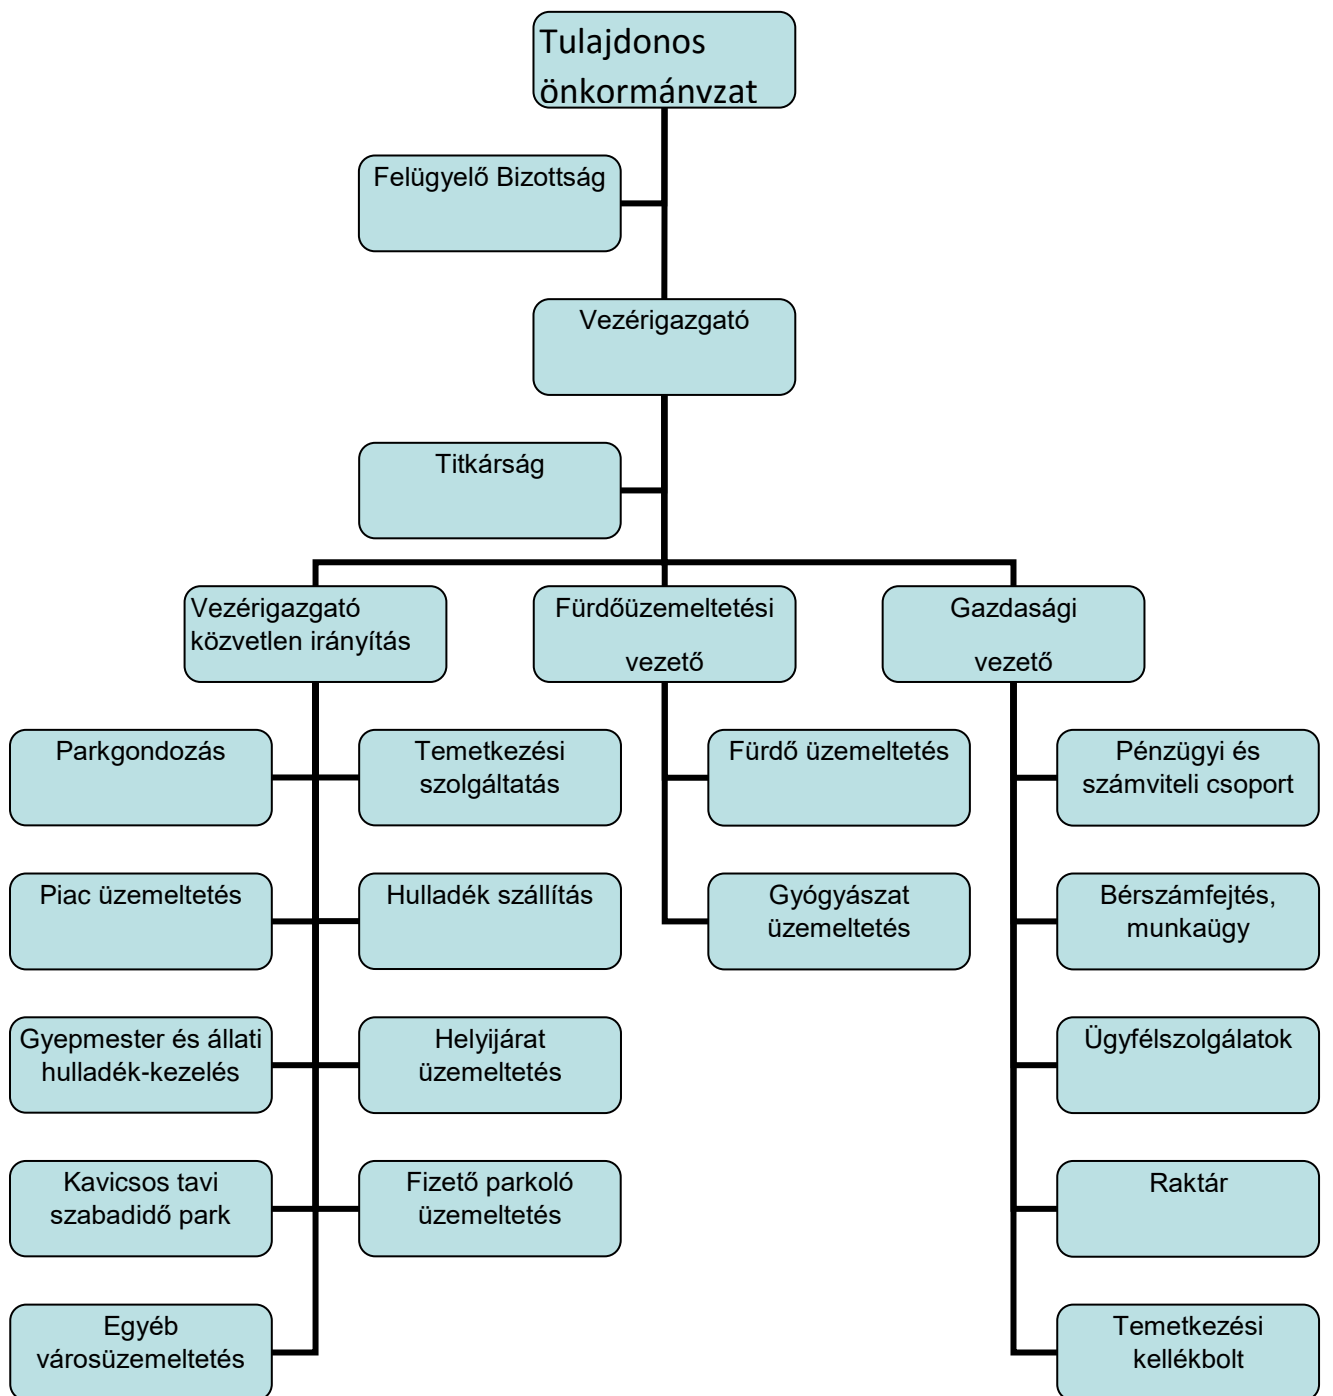 Tulajdonos
önkormányzat
Felügyelő Bizottság
Vezérigazgató
Titkárság
Vezérigazgató
közvetlen irányítás
Fürdőüzemeltetési
vezető
Gazdasági
vezető
Parkgondozás
Temetkezési
szolgáltatás
Fürdő üzemeltetés
Pénzügyi és
számviteli csoport
Piac üzemeltetés
Hulladék szállítás
Gyógyászat
üzemeltetés
Bérszámfejtés,
munkaügy
Gyepmester és állati
hulladék-kezelés
Helyijárat
üzemeltetés
Ügyfélszolgálatok
Kavicsos tavi
szabadidő park
Fizető parkoló
üzemeltetés
Raktár
Egyéb
városüzemeltetés
Temetkezési
kellékbolt